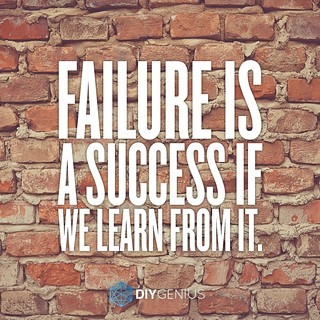 FAILURE IS
A SUCCESS IF
WE LEARN FROM IT.
DIYGENIUS